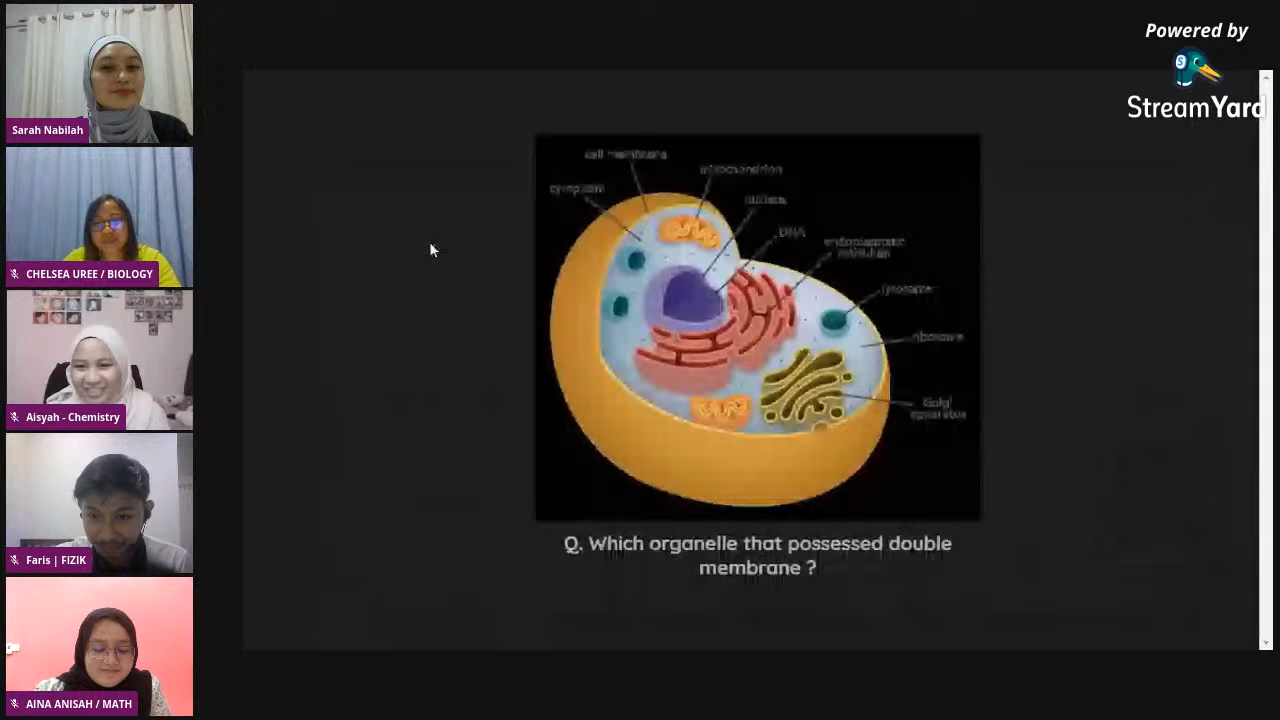 Powered by
StreamYard
Sarah Nabilah
CHELSEA UREE / BIOLOGY
Aisyah - Chemistry
Faris | FIZIK
AINA ANISAH / MATH
cell membrane
mitochondrion
cytoplasm
nucleus
DNA
endoplasmic
reticulum
lysosome
ribosome
Golgi
apparatus
Q. Which organelle that possessed double
membrane ?